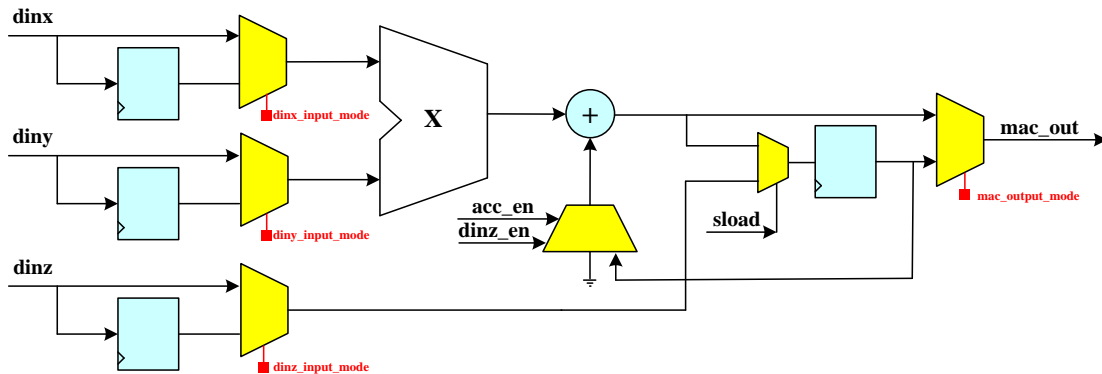 dinx
dinx_input_mode
X
+
diny
mac_out
mac_output_mode
acc_en
dinz_en
sload
diny_input_mode
dinz
dinz_input_mode